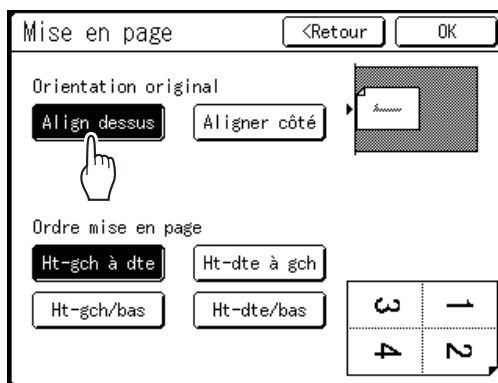 Mise en page <Retour OK
Orientation original
Align dessus Aligner côté
Ordre mise en page
Ht-gch à dte Ht-dte à gch
Ht-gch/bas Ht-dte/bas
3 1
4 2